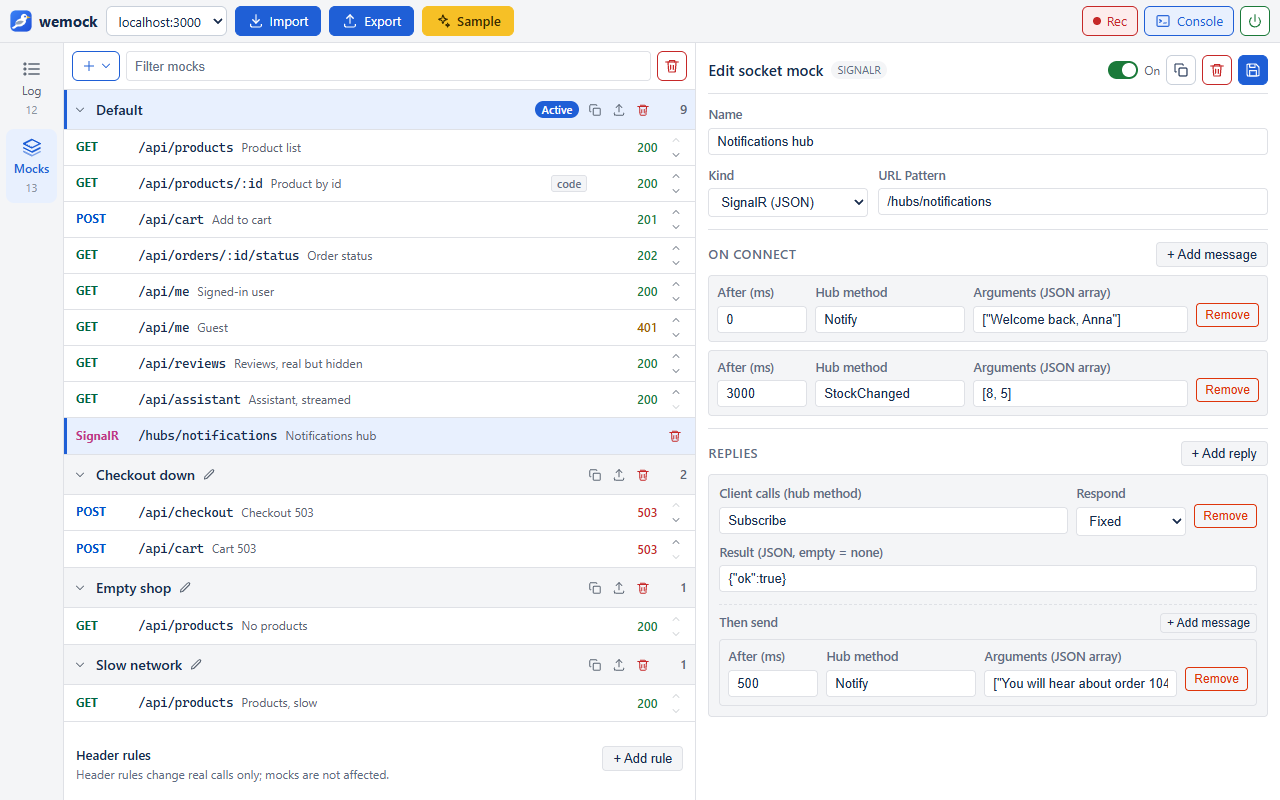 wemock localhost:3000 Import Export Sample Rec Console
Log
12
Mocks
13
Filter mocks
Default Active 9
GET /api/products Product list 200
GET /api/products/:id Product by id code 200
POST /api/cart Add to cart 201
GET /api/orders/:id/status Order status 202
GET /api/me Signed-in user 200
GET /api/me Guest 401
GET /api/reviews Reviews, real but hidden 200
GET /api/assistant Assistant, streamed 200
SignalR /hubs/notifications Notifications hub
Checkout down 2
POST /api/checkout Checkout 503 503
POST /api/cart Cart 503 503
Empty shop 1
GET /api/products No products 200
Slow network 1
GET /api/products Products, slow 200
Header rules
Header rules change real calls only; mocks are not affected.
+ Add rule
Edit socket mock SIGNALR On
Name
Notifications hub
Kind URL Pattern
SignalR (JSON) /hubs/notifications
ON CONNECT + Add message
After (ms) Hub method Arguments (JSON array)
0 Notify ["Welcome back, Anna"] Remove
After (ms) Hub method Arguments (JSON array)
3000 StockChanged [8, 5] Remove
REPLIES + Add reply
Client calls (hub method) Respond
Subscribe Fixed Remove
Result (JSON, empty = none)
{"ok":true}
Then send + Add message
After (ms) Hub method Arguments (JSON array)
500 Notify ["You will hear about order 104 Remove